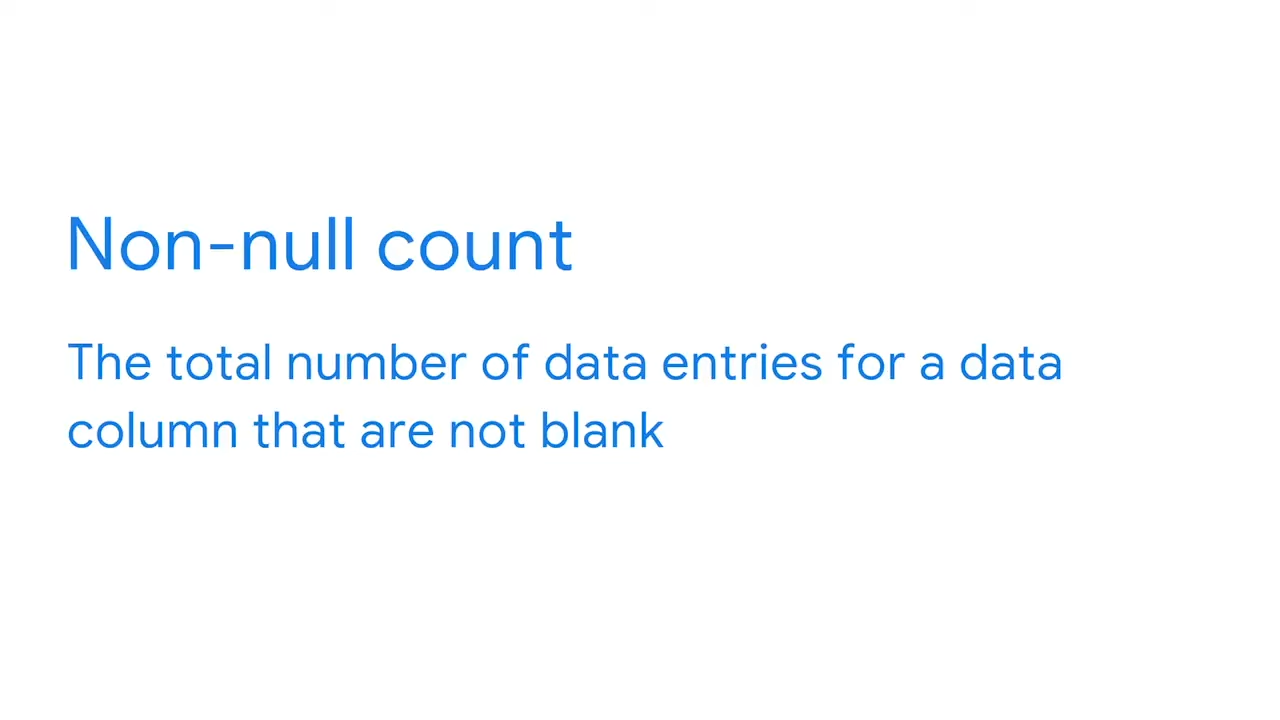 Non-null count
The total number of data entries for a data
column that are not blank